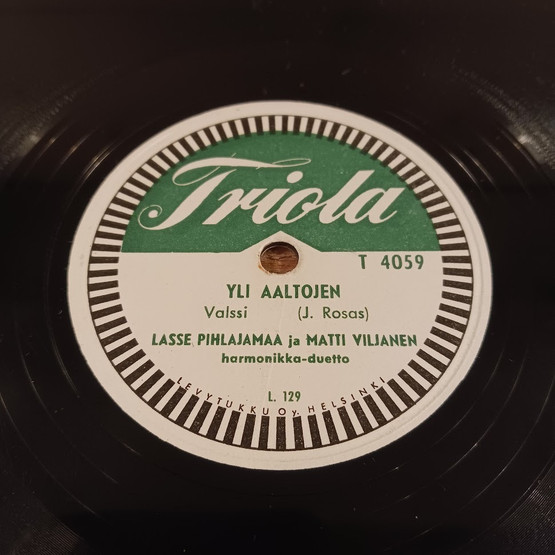 Triola
T 4059
YLI AALTOJEN
Valssi (J. Rosas)
LASSE PIHLAJAMAA ja MATTI VILJANEN
harmonikka-duetto
L. 129
LEVYTUKKU Oy. HELSINKI